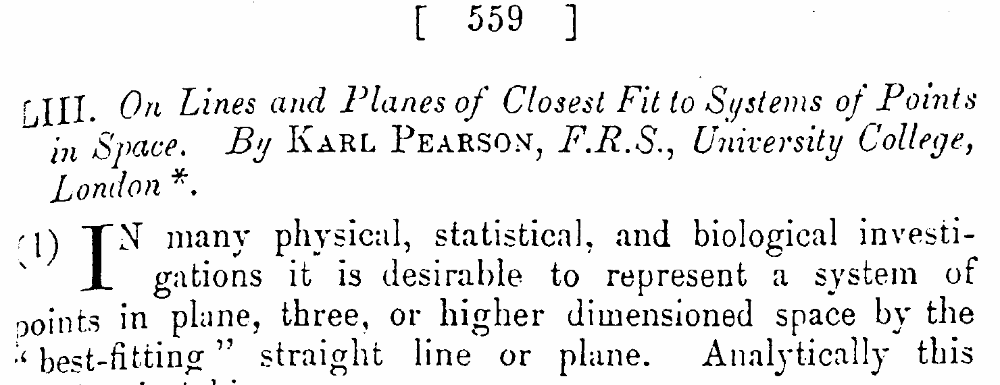 [ 559 ]
LIII. On Lines and Planes of Closest Fit to Systems of Points
in Space. By KARL PEARSON, F.R.S., University College,
London *.
(1) IN many physical, statistical, and biological investi-
gations it is desirable to represent a system of
points in plane, three, or higher dimensioned space by the
“best-fitting” straight line or plane. Analytically this